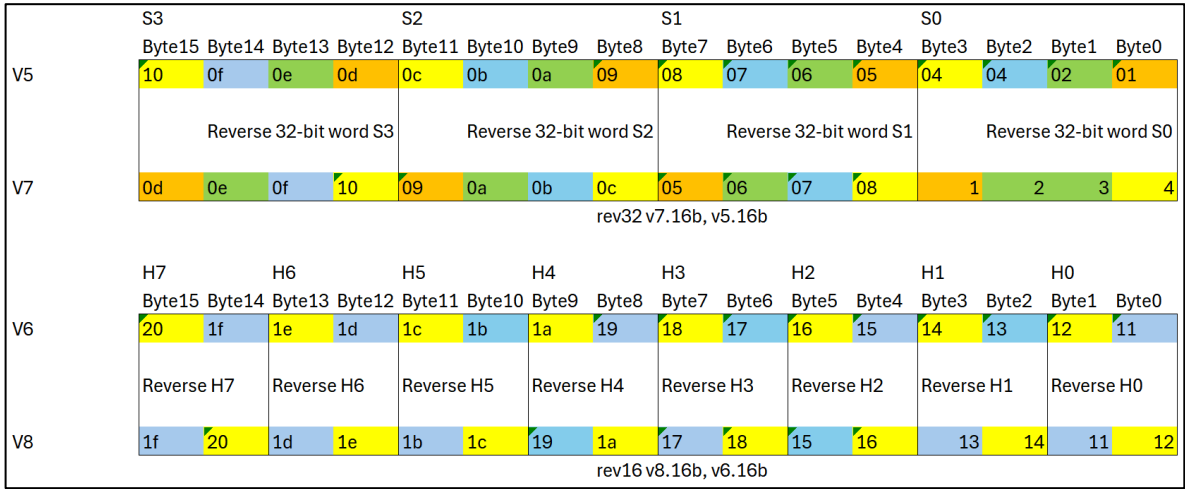 S3 S2 S1 S0
Byte15 Byte14 Byte13 Byte12 Byte11 Byte10 Byte9 Byte8 Byte7 Byte6 Byte5 Byte4 Byte3 Byte2 Byte1 Byte0
V5 10 0f 0e 0d 0c 0b 0a 09 08 07 06 05 04 04 02 01
Reverse 32-bit word S3 Reverse 32-bit word S2 Reverse 32-bit word S1 Reverse 32-bit word S0
V7 0d 0e 0f 10 09 0a 0b 0c 05 06 07 08 1 2 3 4
rev32 v7.16b, v5.16b
H7 H6 H5 H4 H3 H2 H1 H0
Byte15 Byte14 Byte13 Byte12 Byte11 Byte10 Byte9 Byte8 Byte7 Byte6 Byte5 Byte4 Byte3 Byte2 Byte1 Byte0
V6 20 1f 1e 1d 1c 1b 1a 19 18 17 16 15 14 13 12 11
Reverse H7 Reverse H6 Reverse H5 Reverse H4 Reverse H3 Reverse H2 Reverse H1 Reverse H0
V8 1f 20 1d 1e 1b 1c 19 1a 17 18 15 16 13 14 11 12
rev16 v8.16b, v6.16b